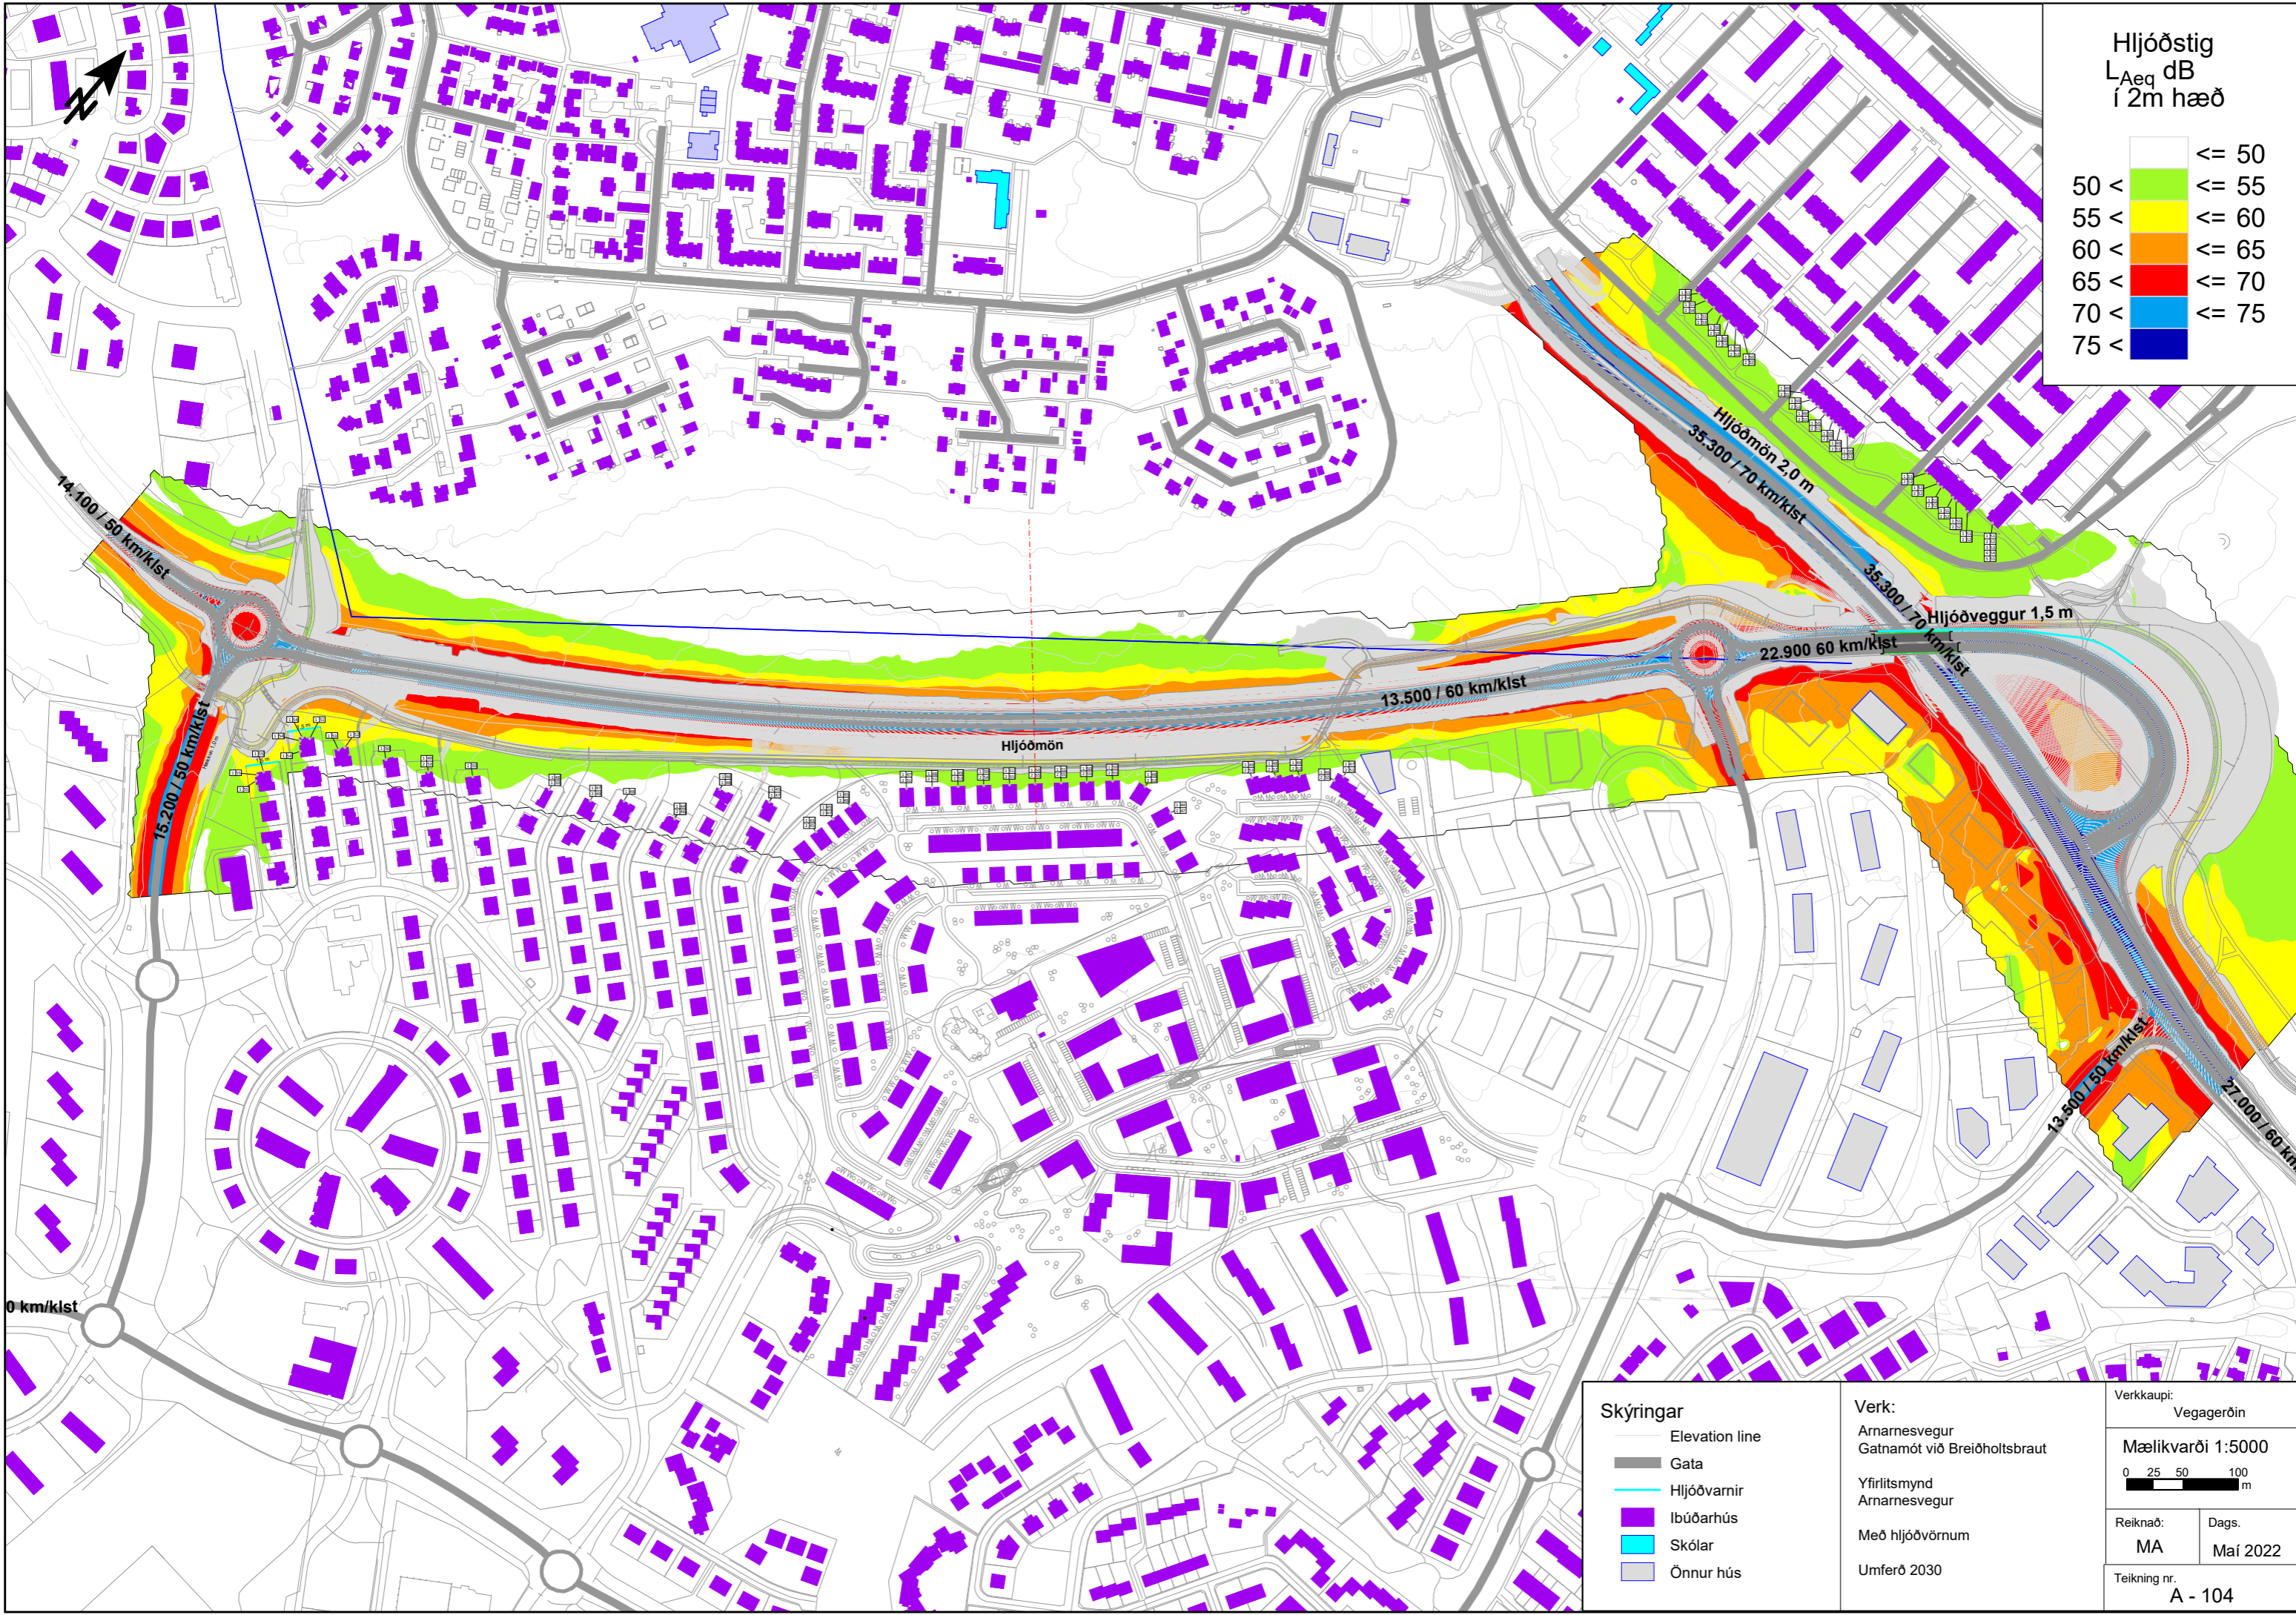 Hljóðstig
LAeq dB
í 2m hæð
<= 50
50 < <= 55
55 < <= 60
60 < <= 65
65 < <= 70
70 < <= 75
75 <
14.100 / 50 km/klst
15.200 / 50 km/klst
Hljóðmön 2,0 m
35.300 / 70 km/klst
35.300 / 70 km/klst
Hljóðveggur 1,5 m
22.900 60 km/klst
13.500 / 60 km/klst
Hljóðmön
13.500 / 50 km/klst
27.000 / 60 km
0 km/klst
Skýringar
Elevation line
Gata
Hljóðvarnir
Ibúðarhús
Skólar
Önnur hús
Verk:
Arnarnesvegur
Gatnamót við Breiðholtsbraut
Yfirlitsmynd
Arnarnesvegur
Með hljóðvörnum
Umferð 2030
Verkkaupi:
Vegagerðin
Mælikvarði 1:5000
0 25 50 100
m
Reiknað:
MA
Dags.
Maí 2022
Teikning nr.
A - 104